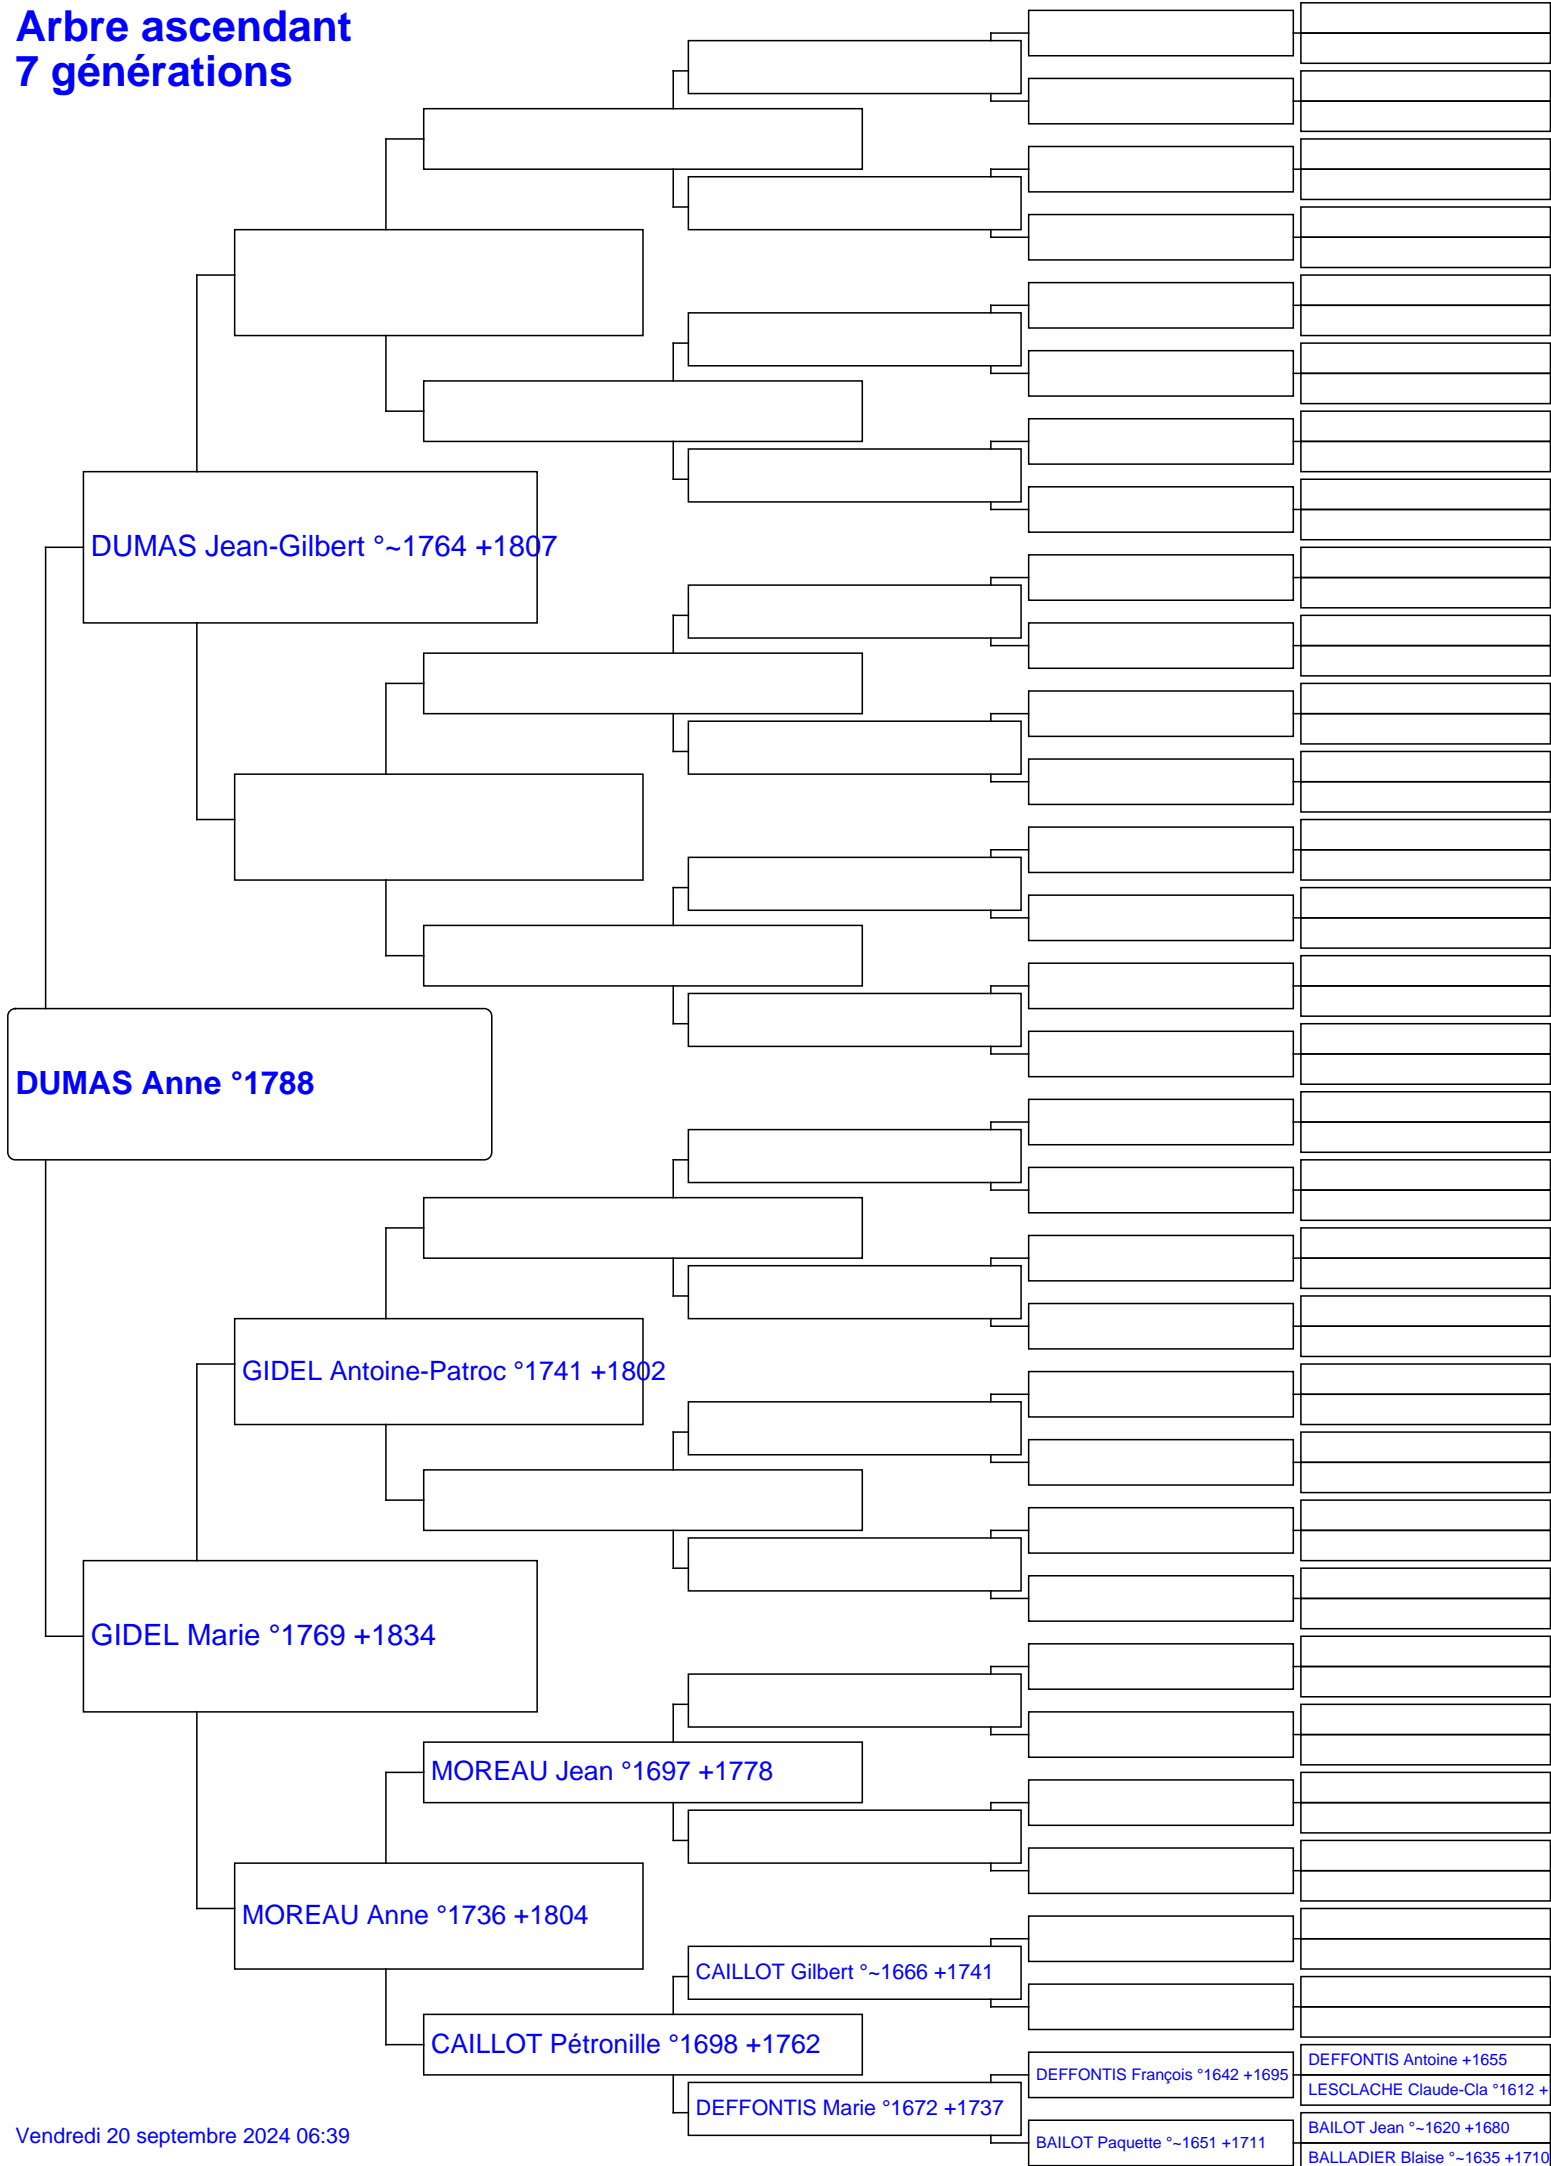 Arbre ascendant
7 générations
DUMAS Jean-Gilbert °~1764 +1807
DUMAS Anne °1788
GIDEL Antoine-Patroc °1741 +1802
GIDEL Marie °1769 +1834
MOREAU Jean °1697 +1778
MOREAU Anne °1736 +1804
CAILLOT Gilbert °~1666 +1741
CAILLOT Pétronille °1698 +1762
DEFFONTIS Antoine +1655
DEFFONTIS François °1642 +1695
LESCLACHE Claude-Cla °1612 +
DEFFONTIS Marie °1672 +1737
BAILOT Jean °~1620 +1680
BAILOT Paquette °~1651 +1711
BALLADIER Blaise °~1635 +1710
Vendredi 20 septembre 2024 06:39